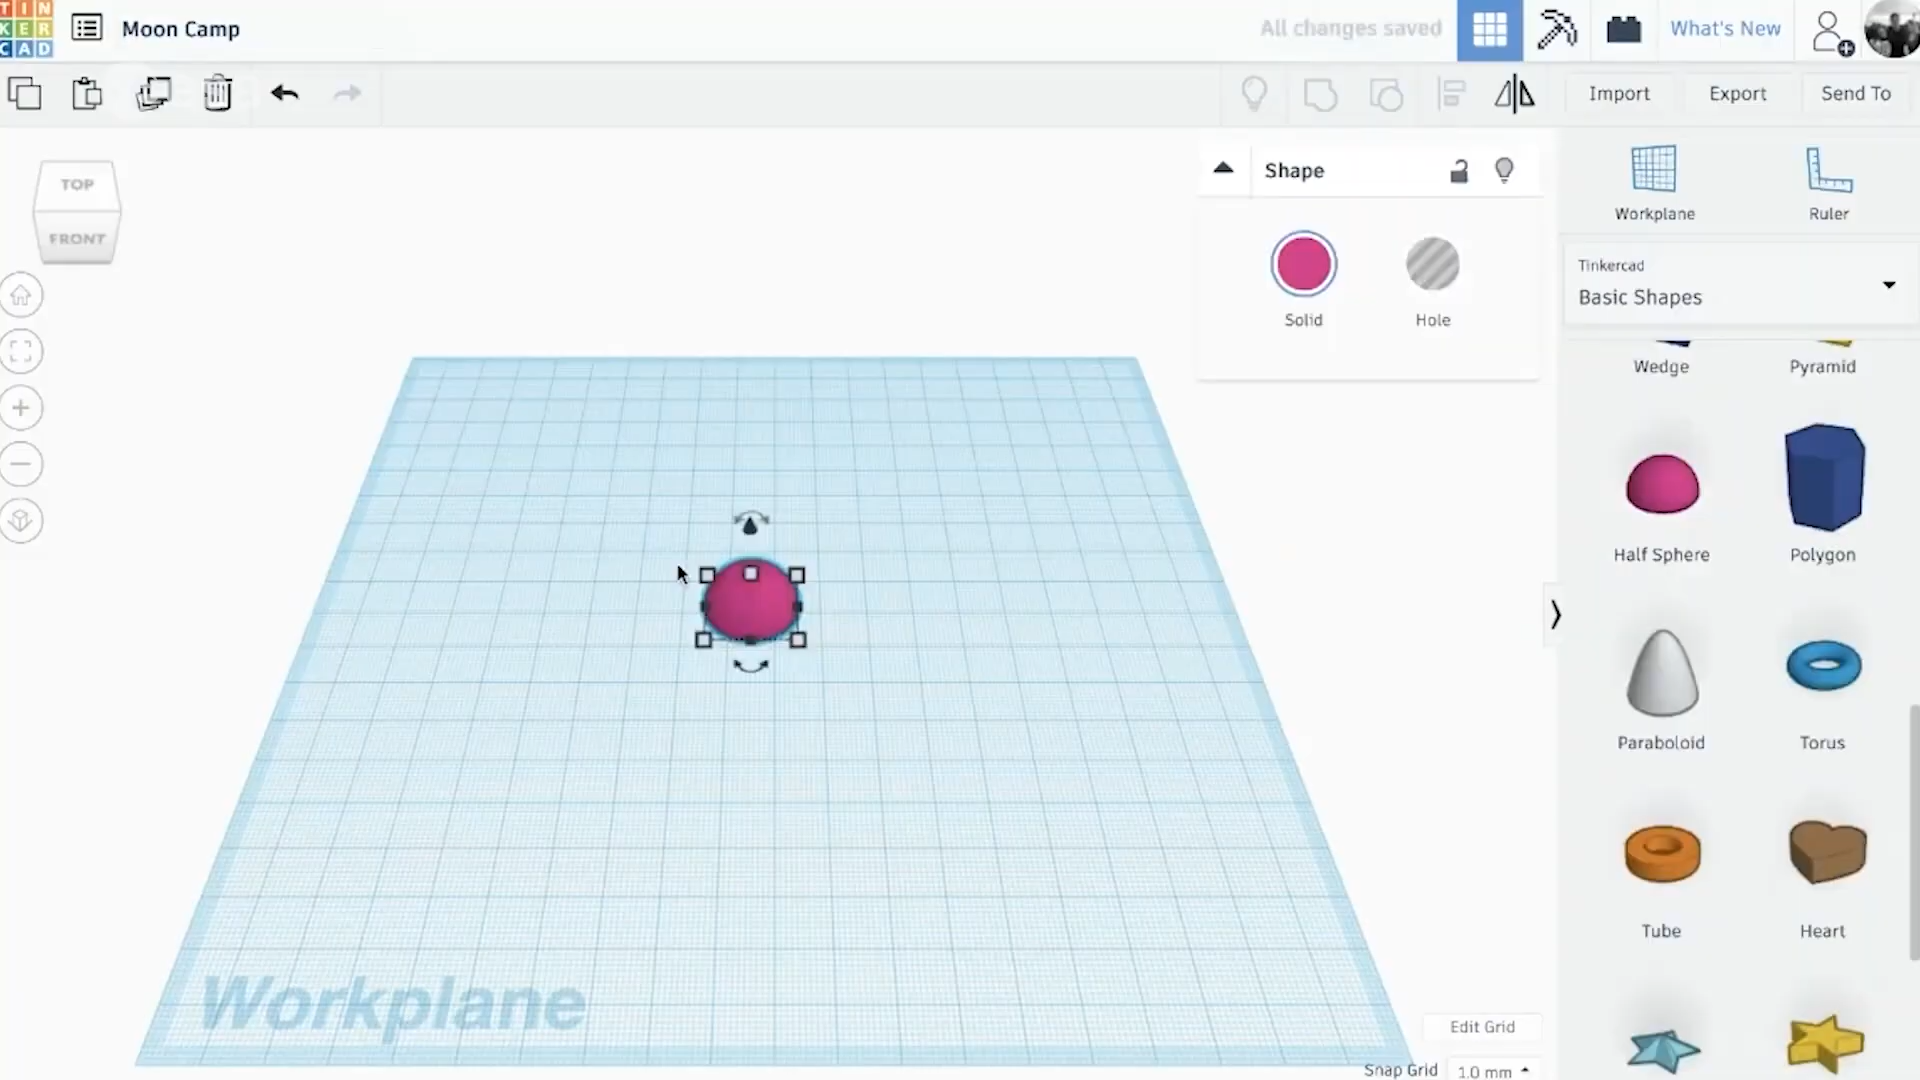 TIN
KER
CAD
Moon Camp
All changes saved
What's New
Import
Export
Send To
TOP
FRONT
Shape
Solid
Hole
Workplane
Ruler
Tinkercad
Basic Shapes
Wedge
Pyramid
Half Sphere
Polygon
Paraboloid
Torus
Tube
Heart
Workplane
Edit Grid
Snap Grid
1.0 mm